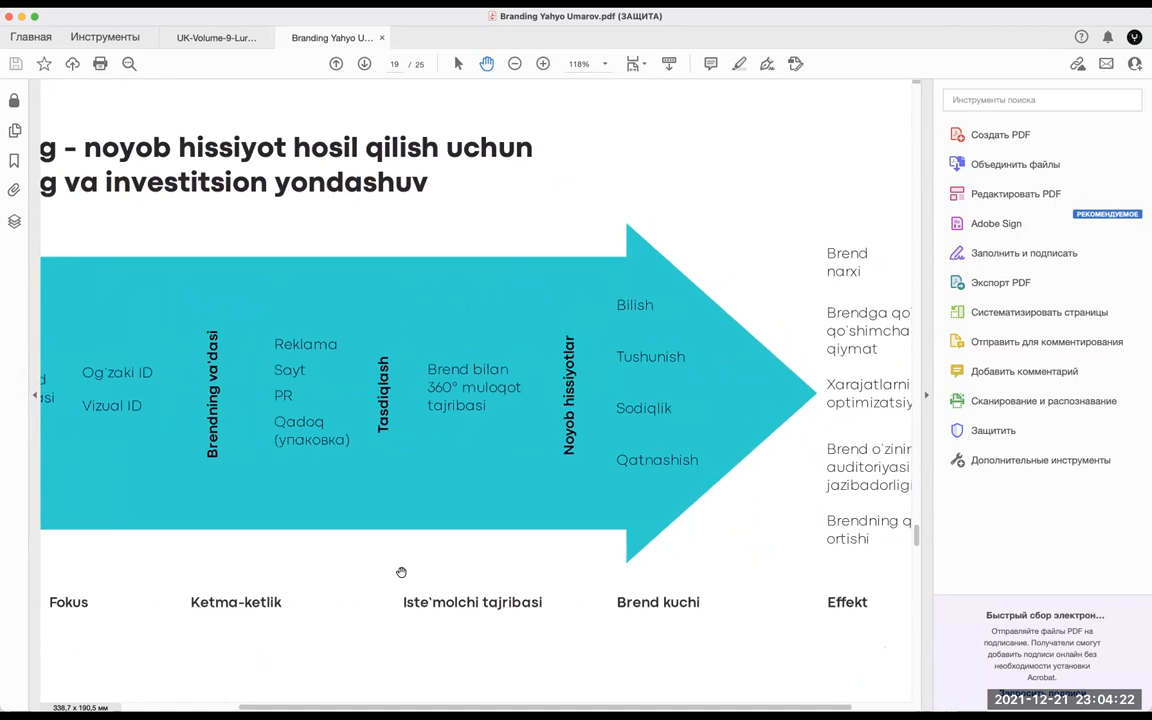 Branding Yahyo Umarov.pdf (ЗАЩИТА)
Главная Инструменты UK-Volume-9-Lur... Branding Yahyo U... ×
19 / 25 118%
g - noyob hissiyot hosil qilish uchun
g va investitsion yondashuv
d
asi
Og`zaki ID
Vizual ID
Brendning va'dasi
Reklama
Sayt
PR
Qadoq
(упаковка)
Tasdiqlash
Brend bilan
360° muloqot
tajribasi
Noyob hissiyotlar
Bilish
Tushunish
Sodiqlik
Qatnashish
Brend
narxi
Brendga qo'
qo'shimcha
qiymat
Xarajatlarni
optimizatsiy
Brend o'zinin
auditoriyasi
jazibadorligi
Brendning q
ortishi
Fokus
Ketma-ketlik
Iste`molchi tajribasi
Brend kuchi
Effekt
338,7 x 190,5 мм
Инструменты поиска
Создать PDF
Объединить файлы
Редактировать PDF
РЕКОМЕНДУЕМОЕ
Adobe Sign
Заполнить и подписать
Экспорт PDF
Систематизировать страницы
Отправить для комментирования
Добавить комментарий
Сканирование и распознавание
Защитить
Дополнительные инструменты
Быстрый сбор электрон...
Отправляйте файлы PDF на
подписание. Получатели смогут
добавить подписи онлайн без
необходимости установки
Acrobat.
Запросить подписи
2021-12-21 23:04:22